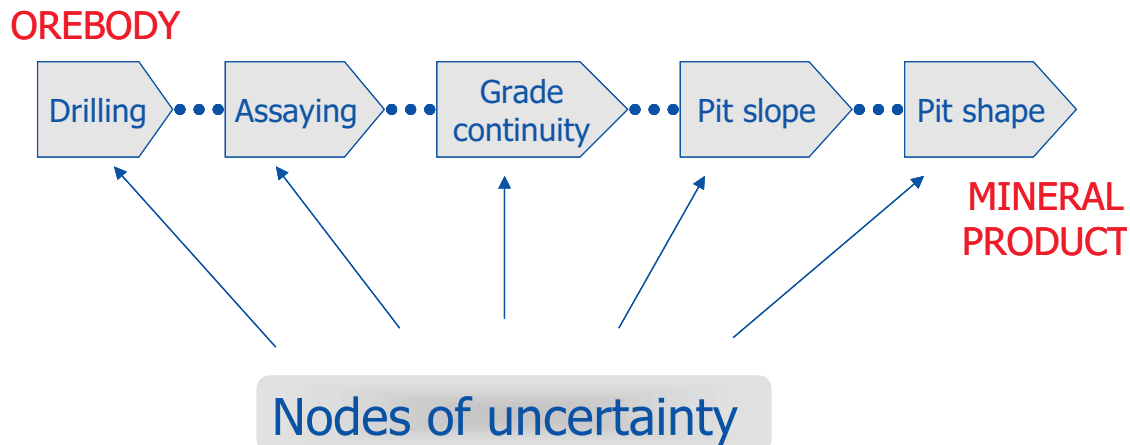 OREBODY
Drilling
Assaying
Grade
continuity
Pit slope
Pit shape
MINERAL
PRODUCT
Nodes of uncertainty